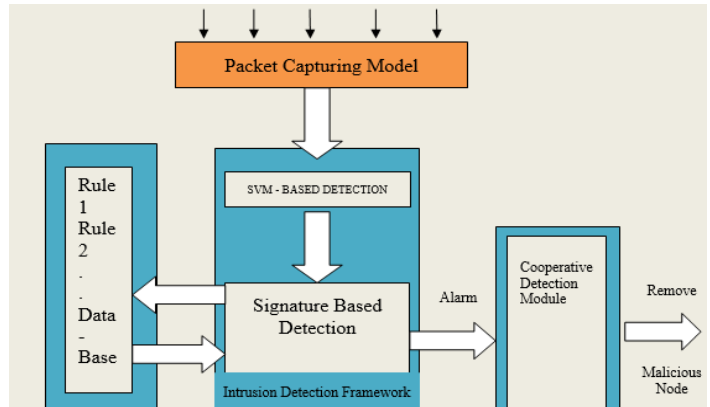 Packet Capturing Model
SVM - BASED DETECTION
Rule
1
Rule
2
.
.
Data
-
Base
Signature Based
Detection
Intrusion Detection Framework
Alarm
Cooperative
Detection
Module
Remove
Malicious
Node